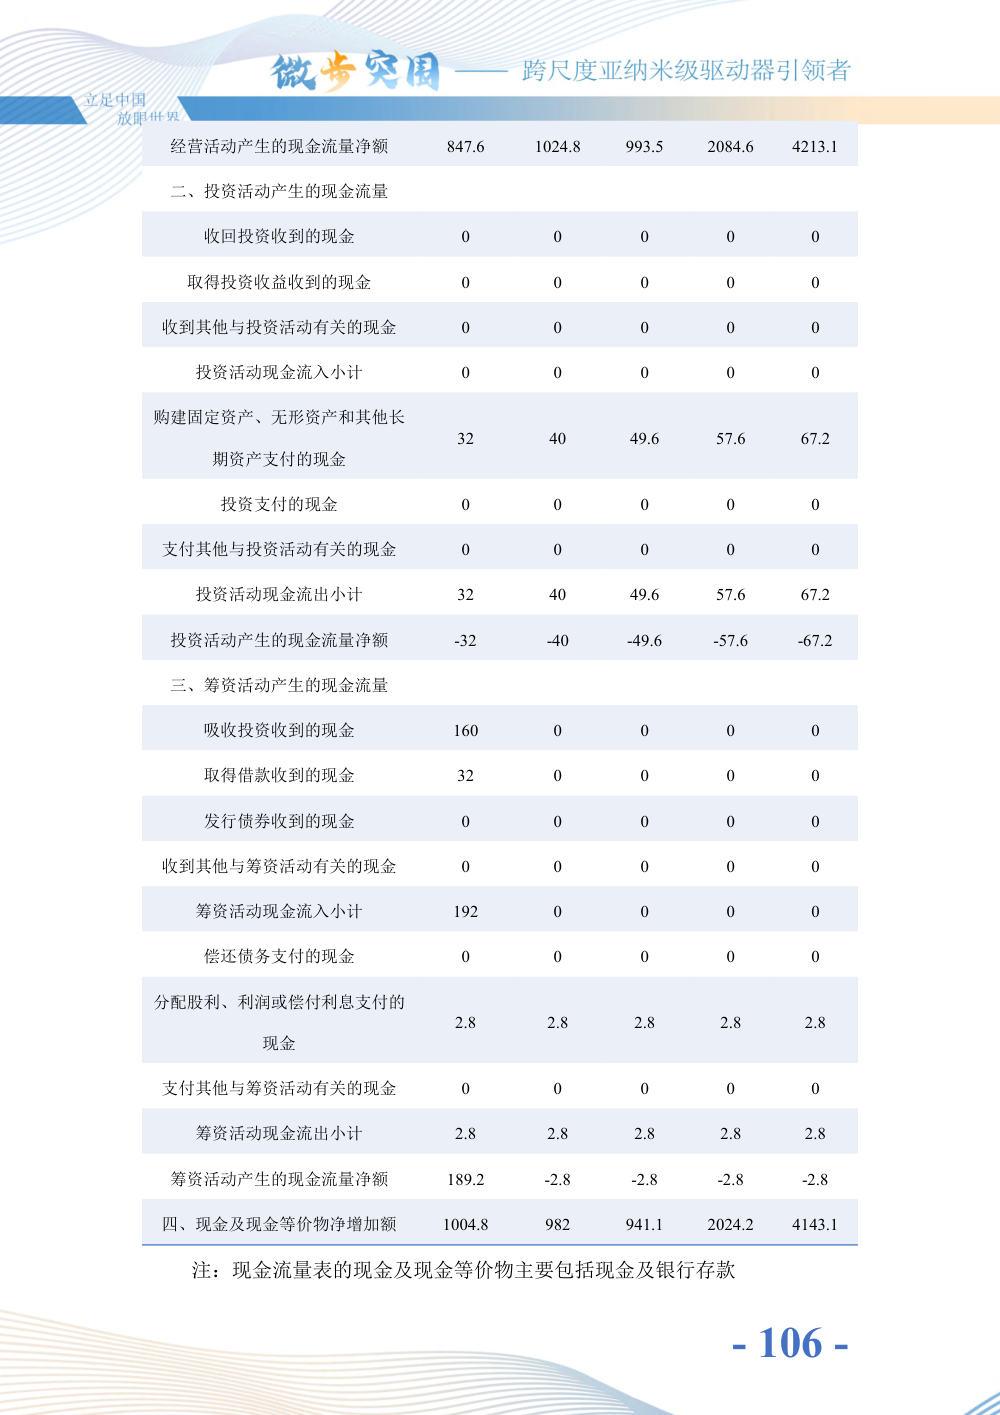 微步突围 —— 跨尺度亚纳米级驱动器引领者
立足中国
放眼世界
经营活动产生的现金流量净额 847.6 1024.8 993.5 2084.6 4213.1
二、投资活动产生的现金流量
收回投资收到的现金 0 0 0 0 0
取得投资收益收到的现金 0 0 0 0 0
收到其他与投资活动有关的现金 0 0 0 0 0
投资活动现金流入小计 0 0 0 0 0
购建固定资产、无形资产和其他长
期资产支付的现金 32 40 49.6 57.6 67.2
投资支付的现金 0 0 0 0 0
支付其他与投资活动有关的现金 0 0 0 0 0
投资活动现金流出小计 32 40 49.6 57.6 67.2
投资活动产生的现金流量净额 -32 -40 -49.6 -57.6 -67.2
三、筹资活动产生的现金流量
吸收投资收到的现金 160 0 0 0 0
取得借款收到的现金 32 0 0 0 0
发行债券收到的现金 0 0 0 0 0
收到其他与筹资活动有关的现金 0 0 0 0 0
筹资活动现金流入小计 192 0 0 0 0
偿还债务支付的现金 0 0 0 0 0
分配股利、利润或偿付利息支付的
现金 2.8 2.8 2.8 2.8 2.8
支付其他与筹资活动有关的现金 0 0 0 0 0
筹资活动现金流出小计 2.8 2.8 2.8 2.8 2.8
筹资活动产生的现金流量净额 189.2 -2.8 -2.8 -2.8 -2.8
四、现金及现金等价物净增加额 1004.8 982 941.1 2024.2 4143.1
注：现金流量表的现金及现金等价物主要包括现金及银行存款
- 106 -